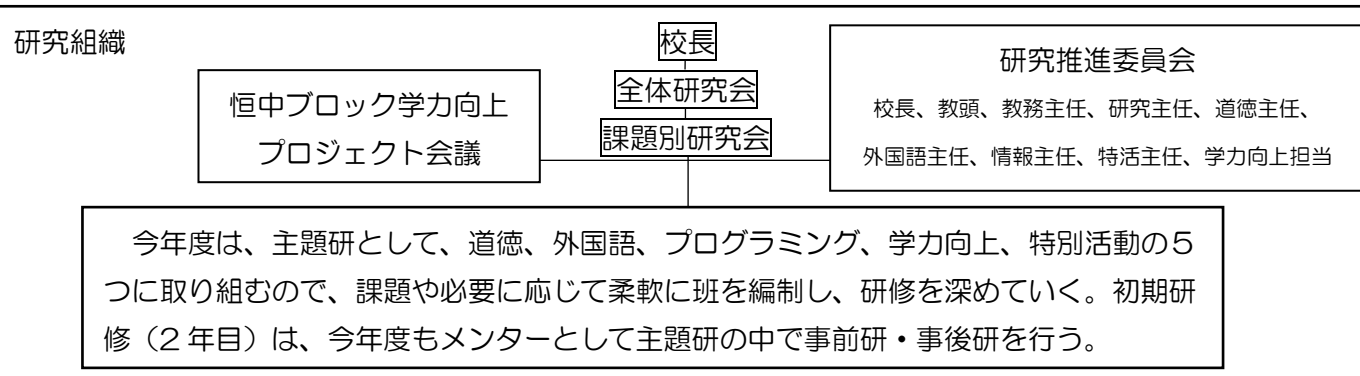 研究組織
校長
全体研究会
課題別研究会
恒中ブロック学力向上
プロジェクト会議
研究推進委員会
校長、教頭、教務主任、研究主任、道徳主任、
外国語主任、情報主任、特活主任、学力向上担当
今年度は、主題研として、道徳、外国語、プログラミング、学力向上、特別活動の５
つに取り組むので、課題や必要に応じて柔軟に班を編制し、研修を深めていく。初期研
修（２年目）は、今年度もメンターとして主題研の中で事前研・事後研を行う。